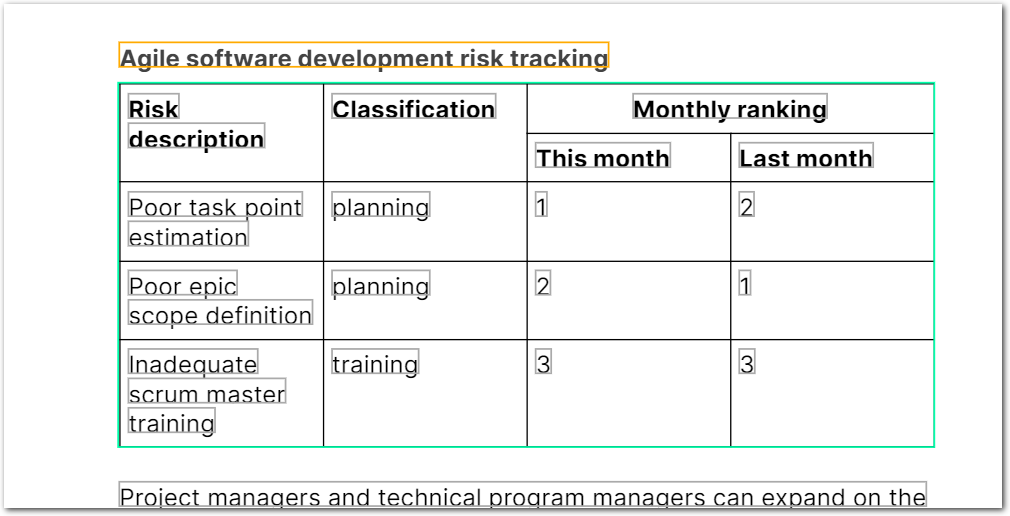 Agile software development risk tracking
Risk description Classification Monthly ranking
This month Last month
Poor task point estimation planning 1 2
Poor epic scope definition planning 2 1
Inadequate scrum master training training 3 3
Project managers and technical program managers can expand on the